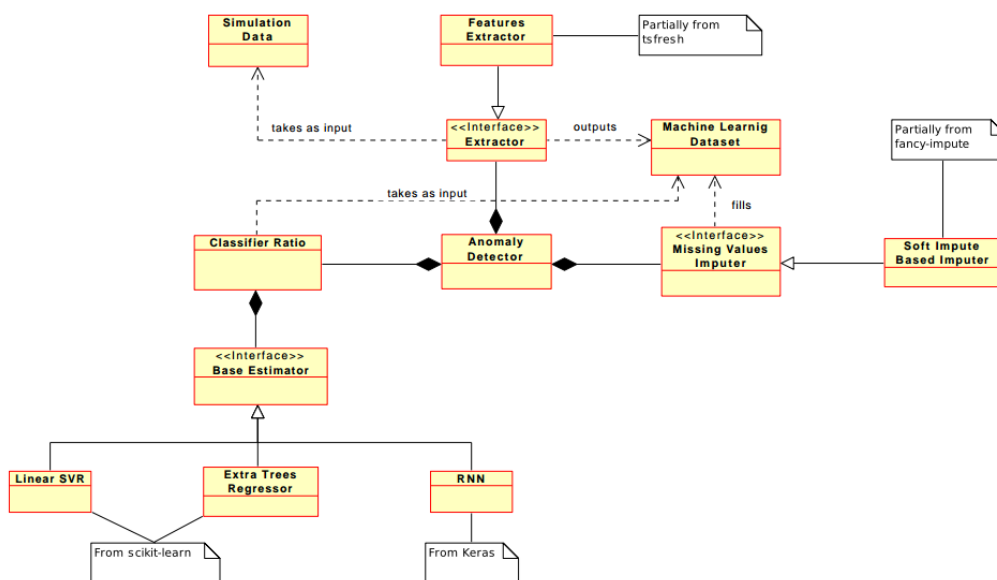 Simulation
Data
Features
Extractor
Partially from
tsfresh
takes as input
<<Interface>>
Extractor
outputs
Machine Learnig
Dataset
Partially from
fancy-impute
takes as input
fills
Classifier Ratio
Anomaly
Detector
<<Interface>>
Missing Values
Imputer
Soft Impute
Based Imputer
<<Interface>>
Base Estimator
Linear SVR
Extra Trees
Regressor
RNN
From scikit-learn
From Keras